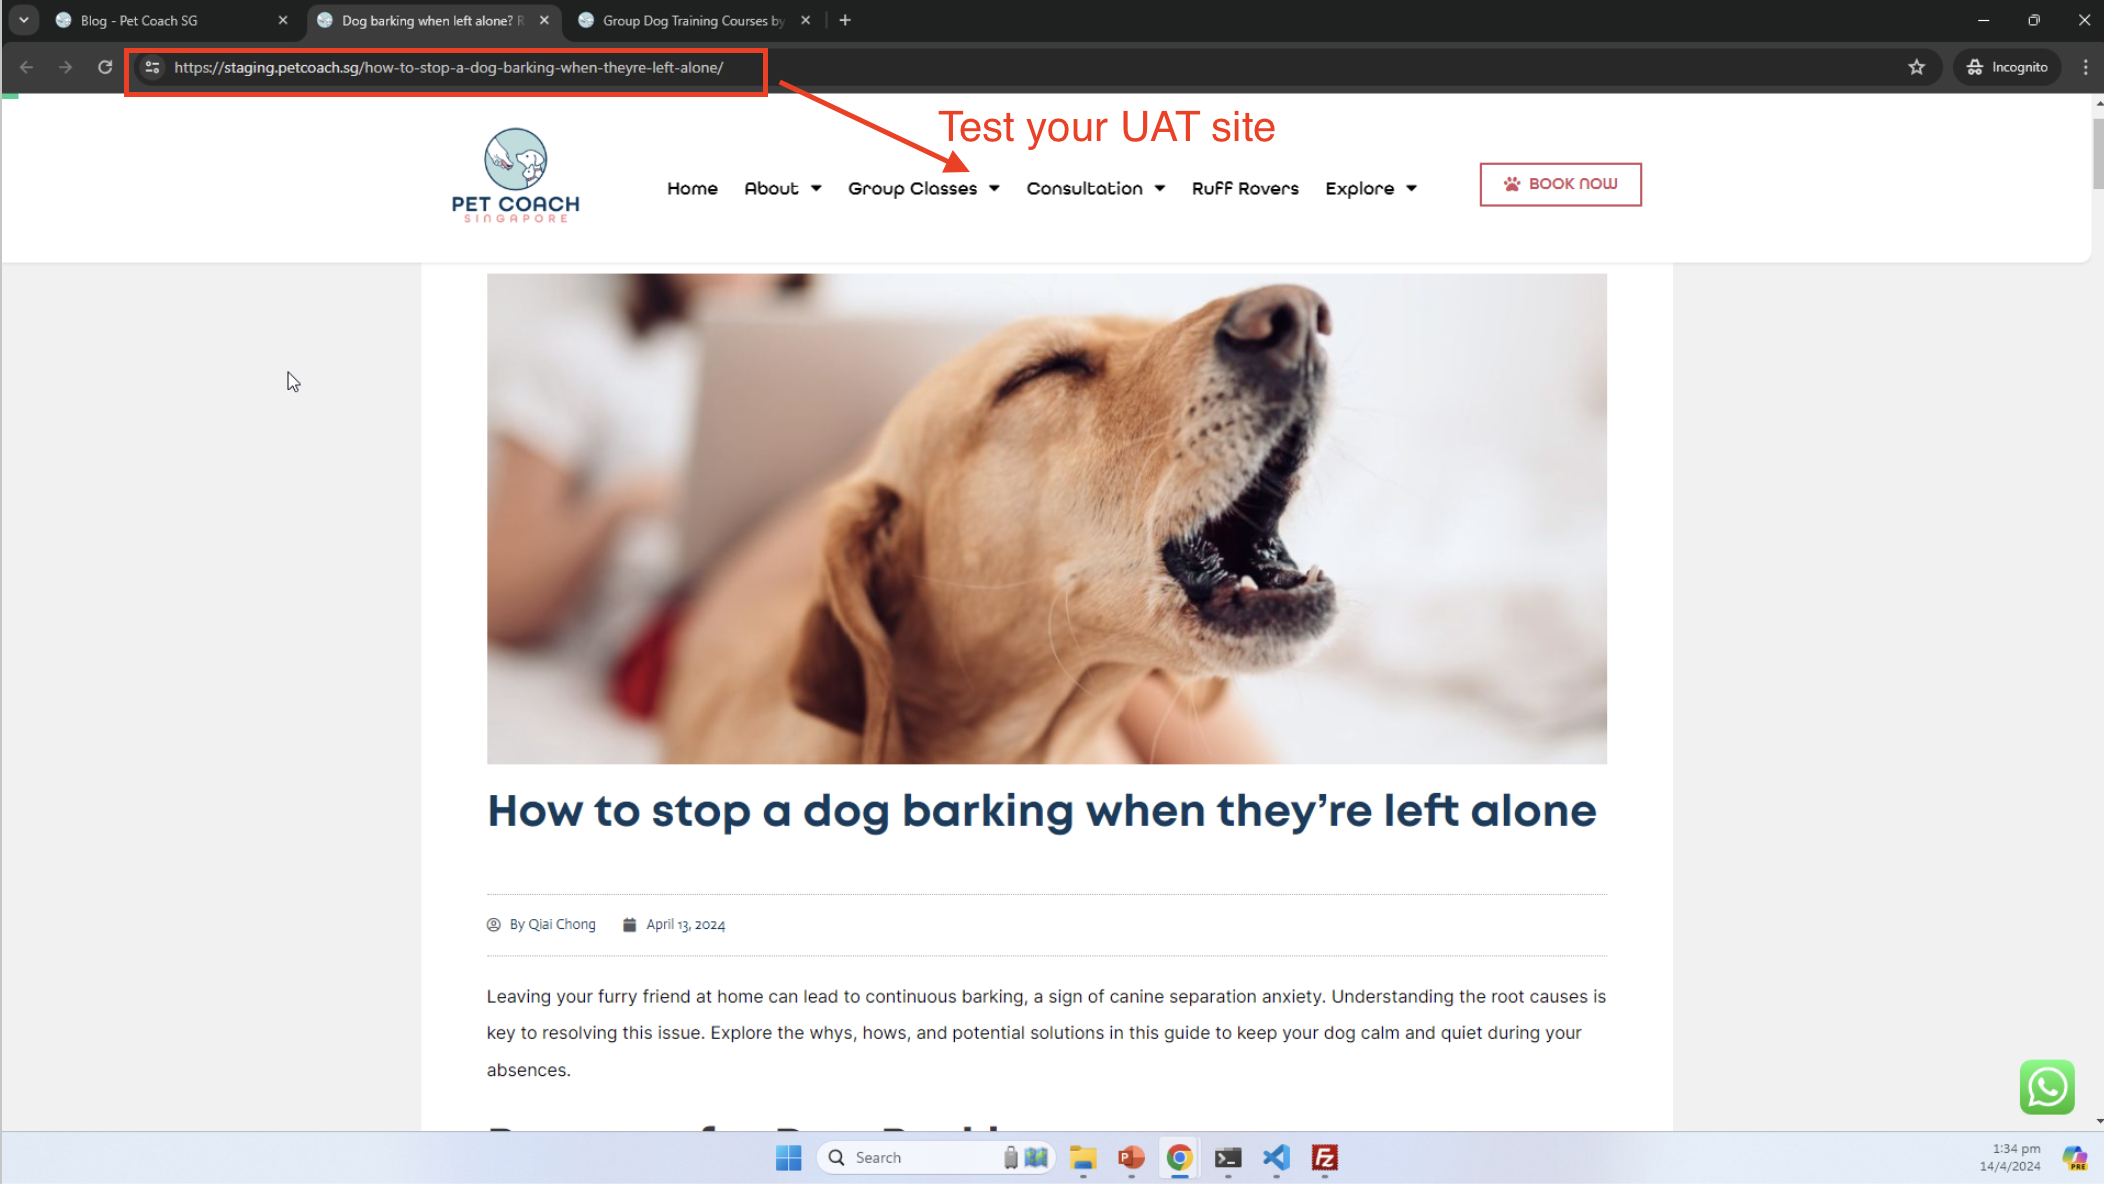 Blog - Pet Coach SG
Dog barking when left alone? R
Group Dog Training Courses by
https://staging.petcoach.sg/how-to-stop-a-dog-barking-when-theyre-left-alone/
Incognito
Test your UAT site
PET COACH
SINGAPORE
Home
About
Group Classes
Consultation
Ruff Rovers
Explore
BOOK NOW
How to stop a dog barking when they’re left alone
By Qiai Chong
April 13, 2024
Leaving your furry friend at home can lead to continuous barking, a sign of canine separation anxiety. Understanding the root causes is
key to resolving this issue. Explore the whys, hows, and potential solutions in this guide to keep your dog calm and quiet during your
absences.
Search
1:34 pm
14/4/2024
PRE